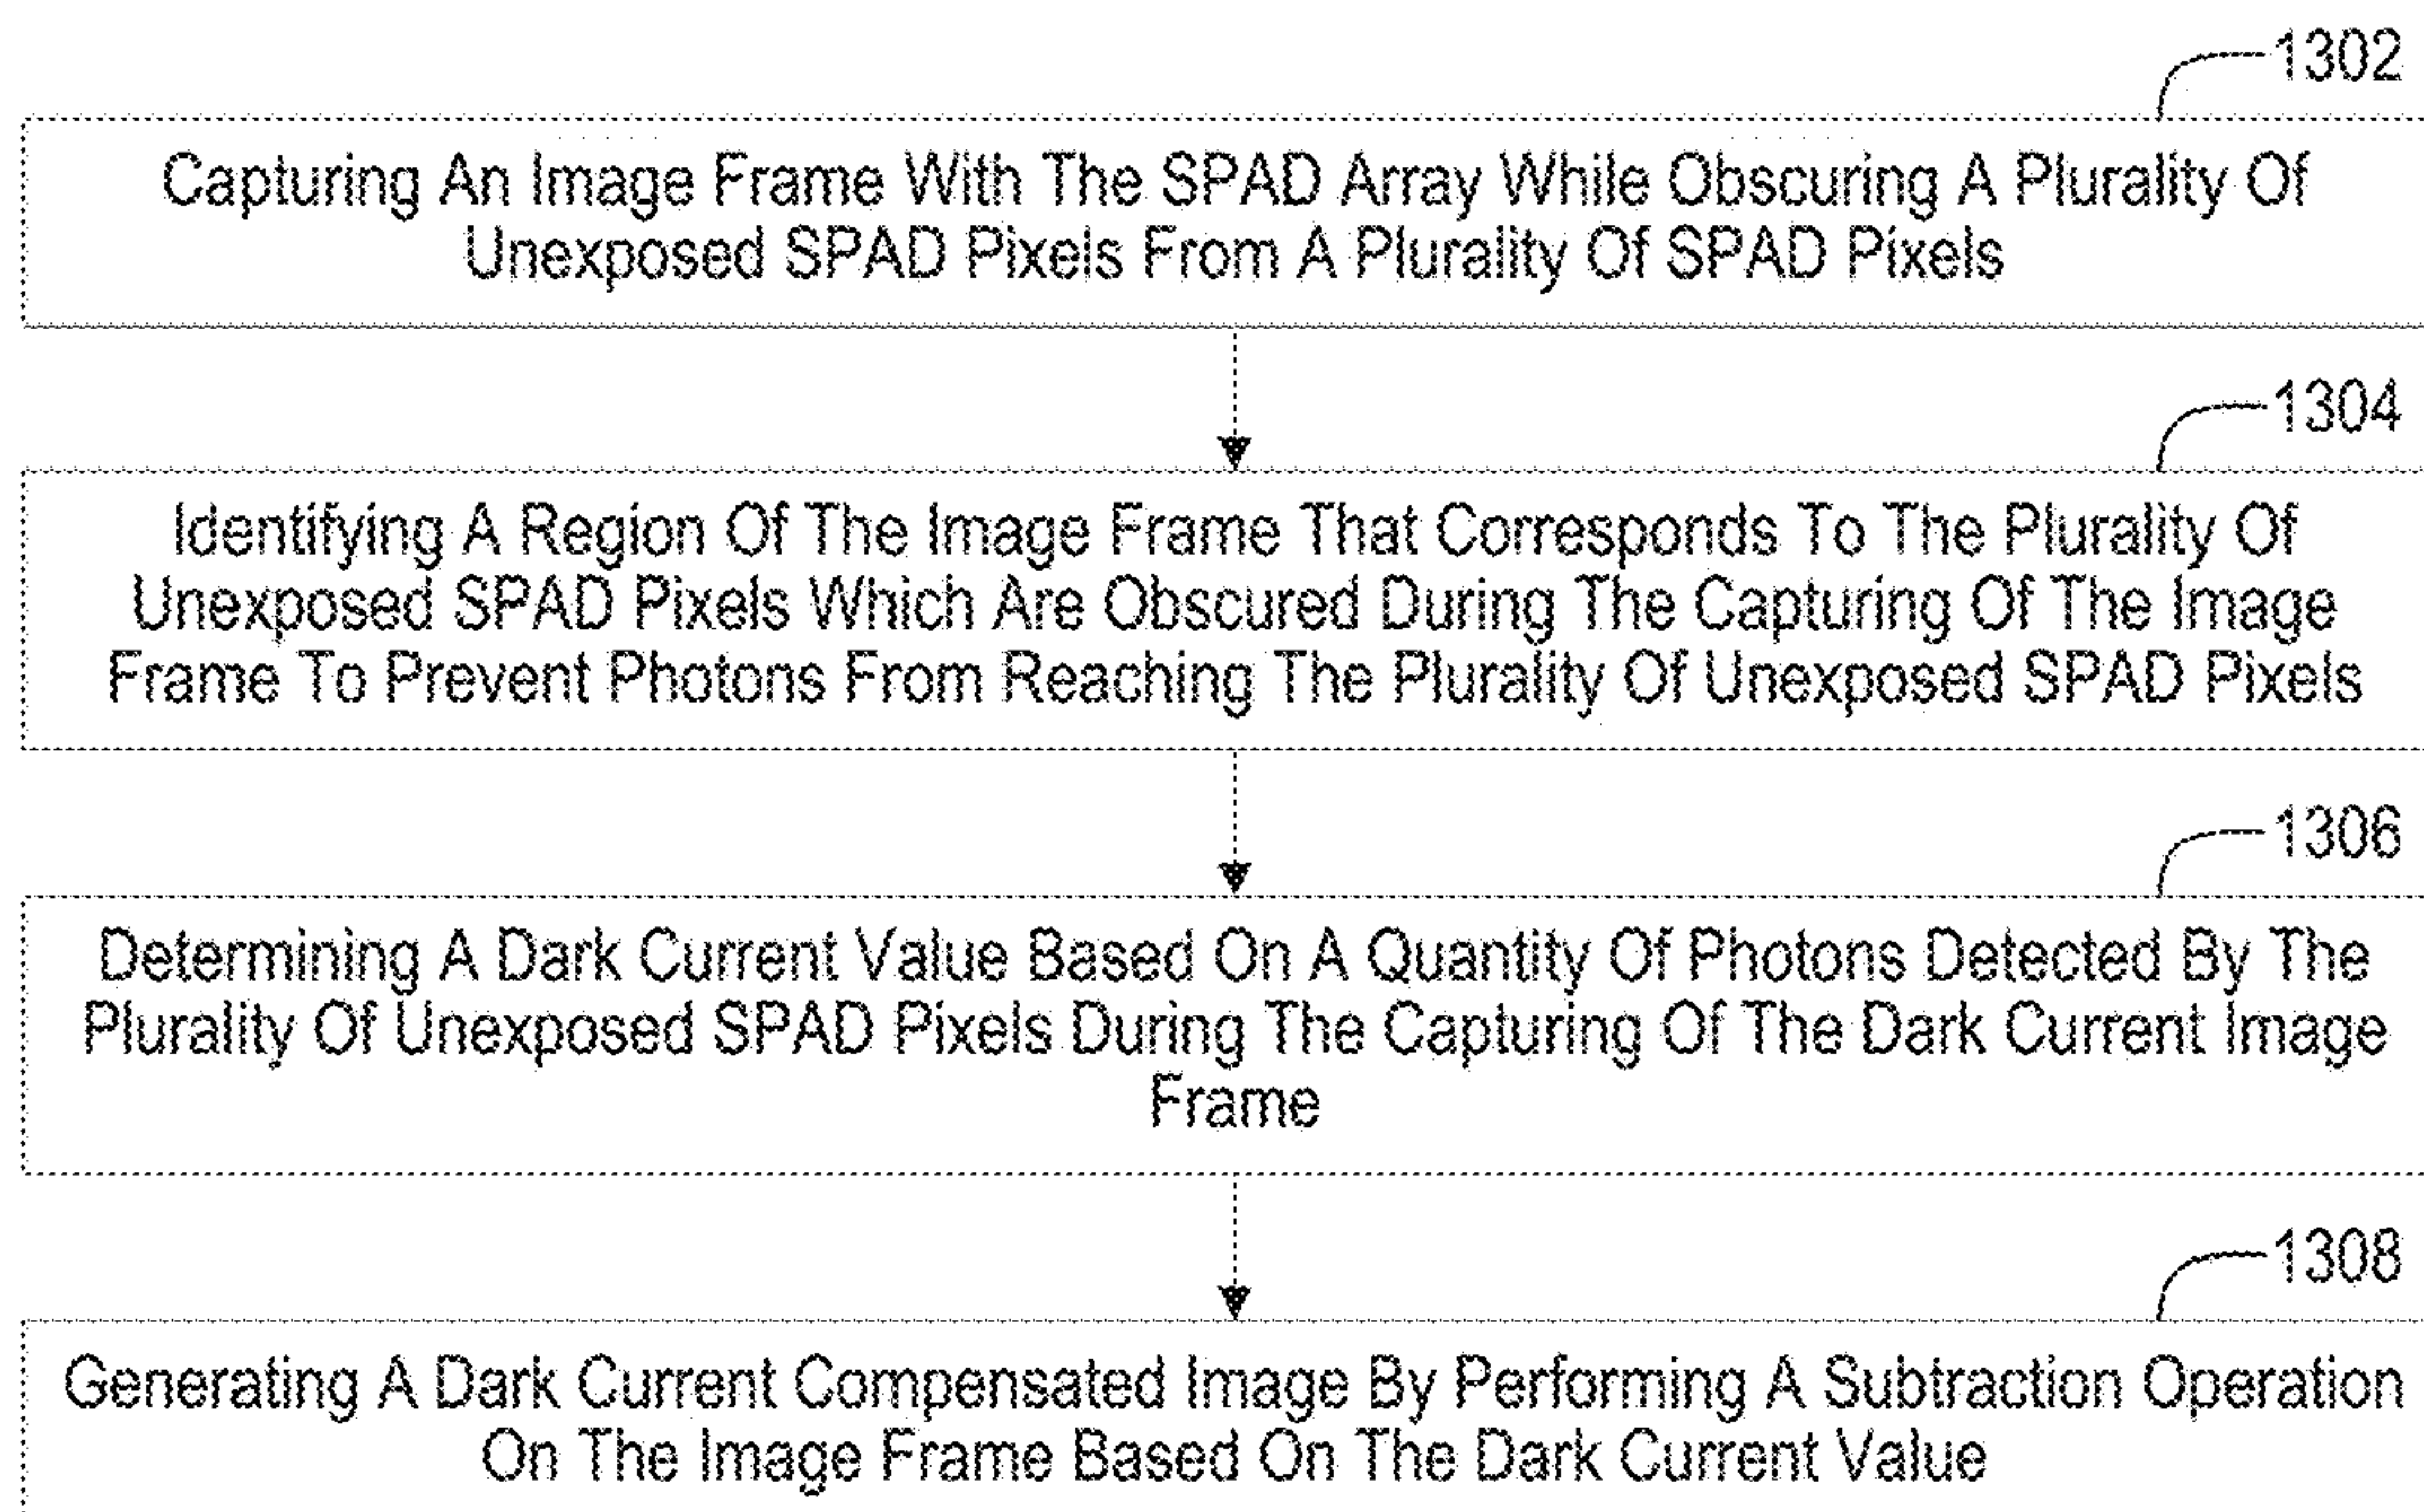 1302
Capturing An Image Frame With The SPAD Array While Obscuring A Plurality Of
Unexposed SPAD Pixels From A Plurality Of SPAD Pixels
1304
Identifying A Region Of The Image Frame That Corresponds To The Plurality Of
Unexposed SPAD Pixels Which Are Obscured During The Capturing Of The Image
Frame To Prevent Photons From Reaching The Plurality Of Unexposed SPAD Pixels
1306
Determining A Dark Current Value Based On A Quantity Of Photons Detected By The
Plurality Of Unexposed SPAD Pixels During The Capturing Of The Dark Current Image
Frame
1308
Generating A Dark Current Compensated Image By Performing A Subtraction Operation
On The Image Frame Based On The Dark Current Value